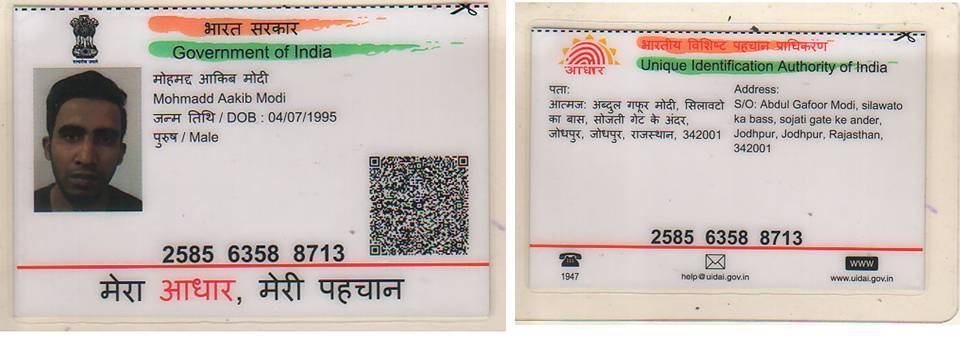 भारत सरकार
Government of India
मोहमद्द आकिब मोदी
Mohmadd Aakib Modi
जन्म तिथि / DOB : 04/07/1995
पुरुष / Male
2585 6358 8713
मेरा आधार, मेरी पहचान
भारतीय विशिष्ट पहचान प्राधिकरण
Unique Identification Authority of India
आधार
पता:
आत्मज: अब्दुल गफूर मोदी, सिलावटो
का बास, सोजती गेट के अंदर,
जोधपुर, जोधपुर, राजस्थान, 342001
Address:
S/O: Abdul Gafoor Modi, silawato
ka bass, sojati gate ke ander,
Jodhpur, Jodhpur, Rajasthan,
342001
2585 6358 8713
1947
help@uidai.gov.in
WWW
www.uidai.gov.in